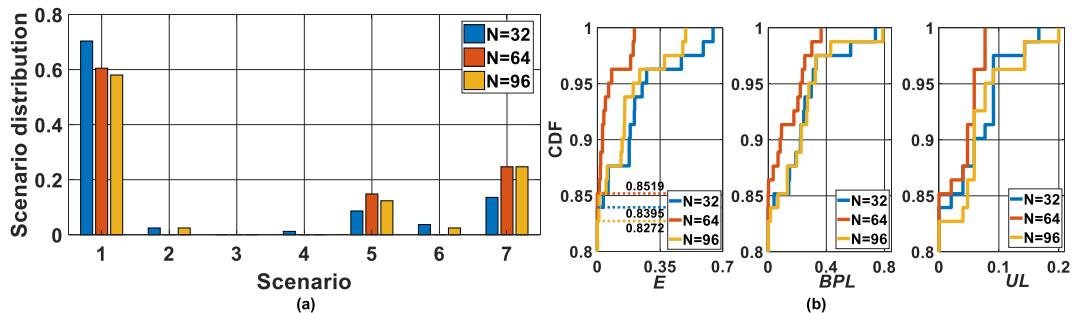 Scenario distribution
0.8
0.6
0.4
0.2
0
1 2 3 4 5 6 7
Scenario
(a)
N=32
N=64
N=96
CDF
1
0.95
0.9
0.85
0.8
0 0.35 0.7
E
0.8519
0.8395
0.8272
N=32
N=64
N=96
1
0.95
0.9
0.85
0.8
0 0.4 0.8
BPL
N=32
N=64
N=96
(b)
1
0.95
0.9
0.85
0.8
0 0.1 0.2
UL
N=32
N=64
N=96